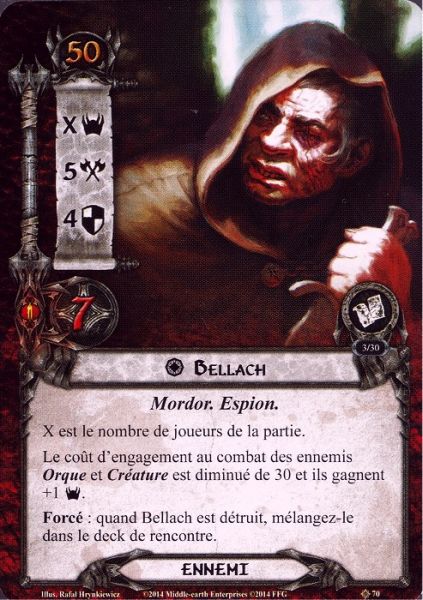 50
X
5
4
7
3/30
Bellach
Mordor. Espion.
X est le nombre de joueurs de la partie.
Le coût d'engagement au combat des ennemis
Orque et Créature est diminué de 30 et ils gagnent
+1.
Forcé : quand Bellach est détruit, mélangez-le
dans le deck de rencontre.
ENNEMI
Illus. Rafal Hrynkiewicz ©2014 Middle-earth Enterprises ©2014 FFG 70